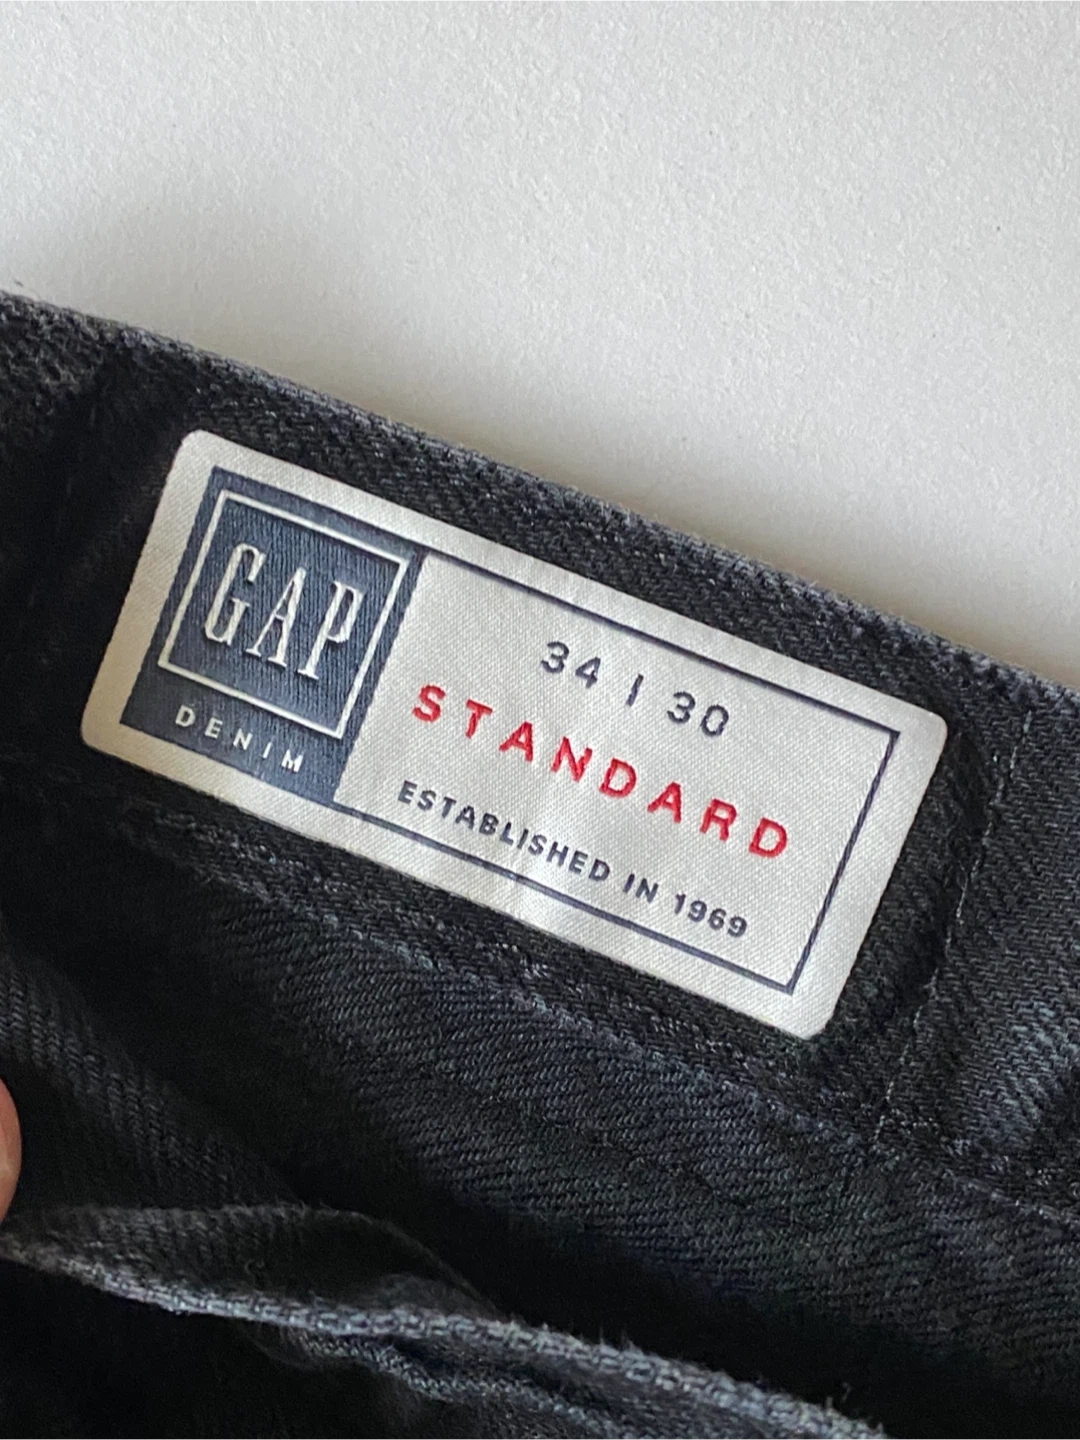 GAP
DENIM
34 | 30
STANDARD
ESTABLISHED IN 1969